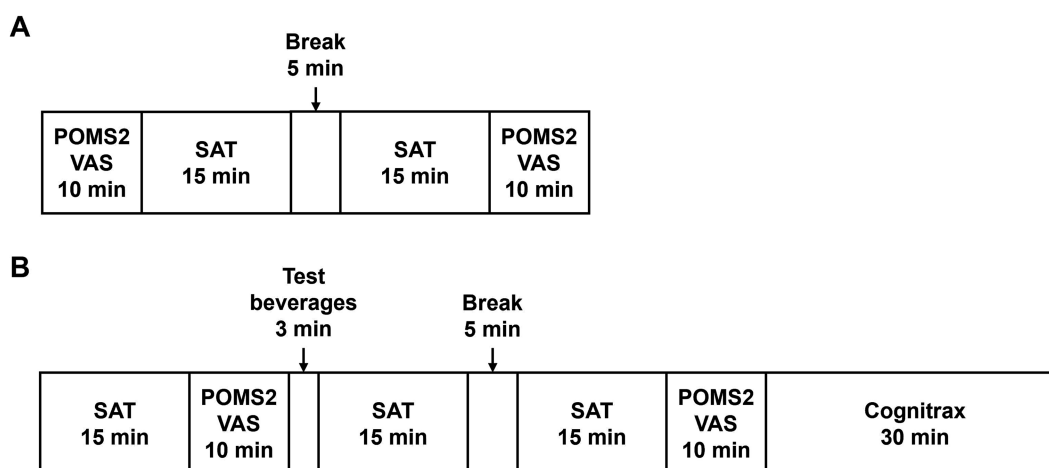 A
Break
5 min
POMS2
VAS
10 min
SAT
15 min
SAT
15 min
POMS2
VAS
10 min
B
Test
beverages
3 min
Break
5 min
SAT
15 min
POMS2
VAS
10 min
SAT
15 min
SAT
15 min
POMS2
VAS
10 min
Cognitrax
30 min